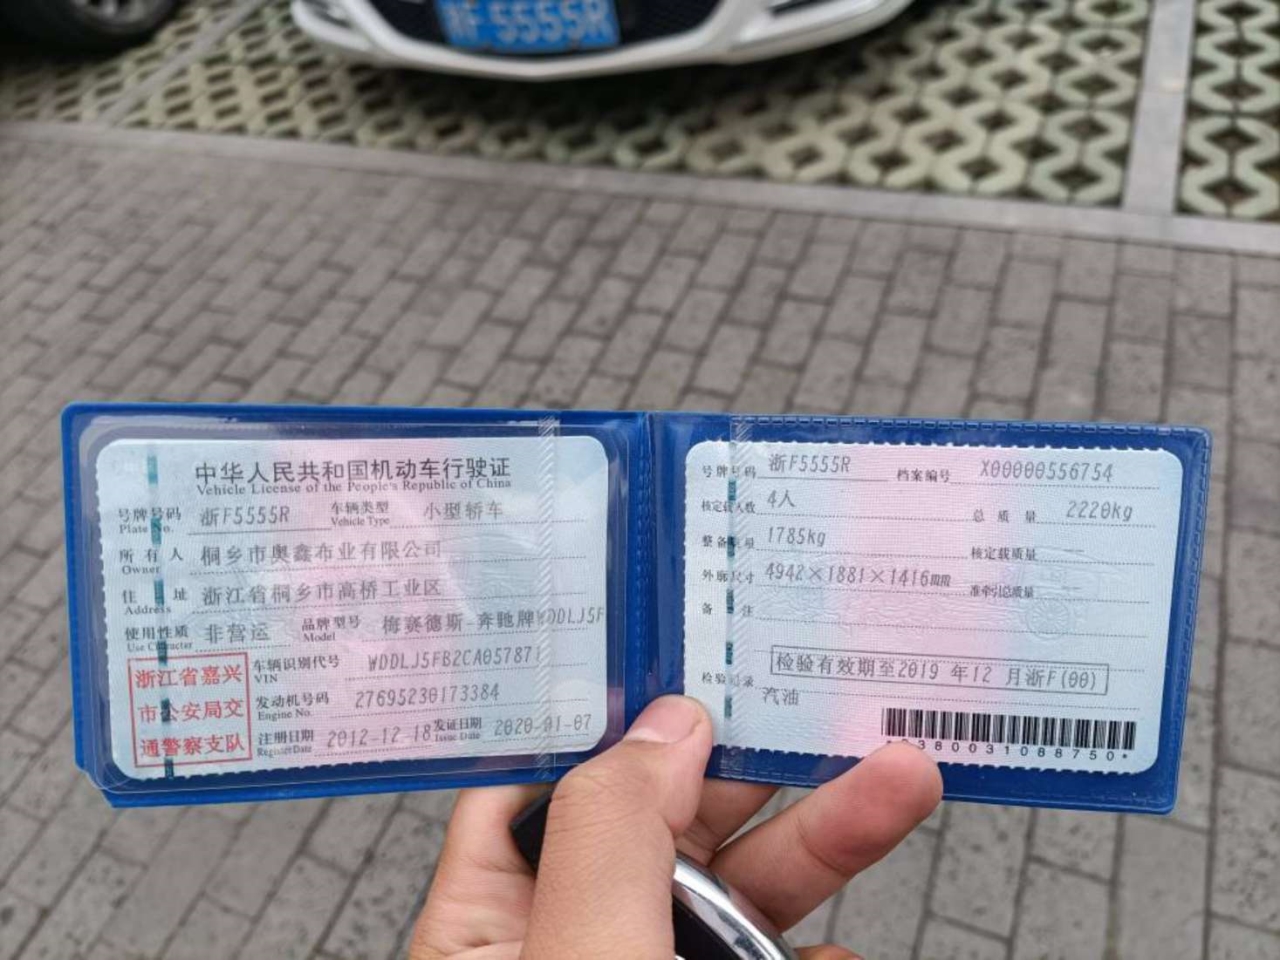 浙F·5555R
中华人民共和国机动车行驶证
Vehicle License of the People's Republic of China
号牌号码 浙F5555R 车辆类型 小型轿车
Plate No. Vehicle Type
所有人 桐乡市奥鑫布业有限公司
Owner
住址 浙江省桐乡市高桥工业区
Address
使用性质 非营运 品牌型号 梅赛德斯-奔驰牌WDDLJ5F
Use Character Model
浙江省嘉兴
市公安局交
通警察支队
车辆识别代号 WDDLJ5FB2CA057871
VIN
发动机号码 27695230173384
Engine No.
注册日期 2012-12-18 发证日期 2020-01-07
Register Date Issue Date
号牌号码 浙F5555R 档案编号 X00000556754
核定载人数 4人 总质量 2220kg
整备质量 1785kg 核定载质量
外廓尺寸 4942×1881×1416mm 准牵引总质量
备注
检验有效期至2019 年12 月浙F(00)
检验记录
汽油
*3380031088750*